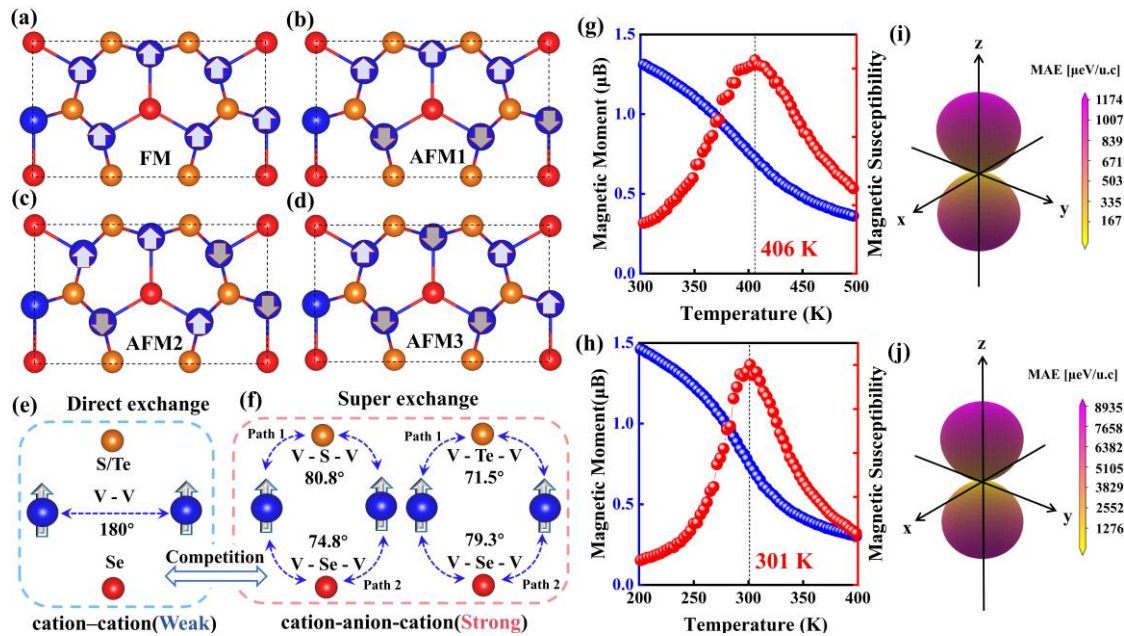 (a)
FM
(b)
AFM1
(c)
AFM2
(d)
AFM3
(e)
Direct exchange
S/Te
V - V
180°
Se
cation–cation(Weak)
Competition
(f)
Super exchange
Path 1
V - S - V
80.8°
74.8°
V - Se - V
Path 2
Path 1
V - Te - V
71.5°
79.3°
V - Se - V
Path 2
cation-anion-cation(Strong)
(g)
Magnetic Moment (μB)
2.0
1.5
1.0
0.5
0.0
300 350 400 450 500
Temperature (K)
406 K
Magnetic Susceptibility
(h)
Magnetic Moment(μB)
1.5
1.0
0.5
0.0
200 250 300 350 400
Temperature (K)
301 K
Magnetic Susceptibility
(i)
z
x
y
MAE [μeV/u.c]
1174
1007
839
671
503
335
167
(j)
z
x
y
MAE [μeV/u.c]
8935
7658
6382
5105
3829
2552
1276